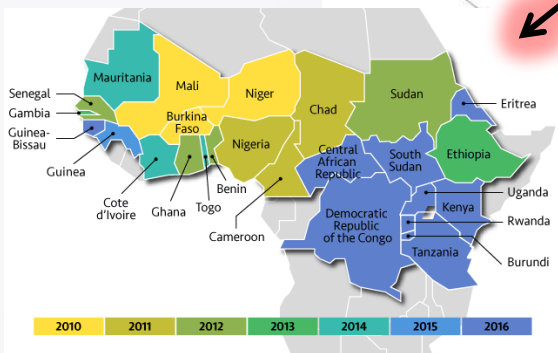 Mauritania
Mali
Niger
Chad
Sudan
Eritrea
Senegal
Gambia
Guinea-
Bissau
Guinea
Burkina
Faso
Nigeria
Central
African
Republic
South
Sudan
Ethiopia
Cote
d'Ivoire
Ghana
Togo
Benin
Cameroon
Democratic
Republic
of the Congo
Uganda
Kenya
Rwanda
Tanzania
Burundi
2010
2011
2012
2013
2014
2015
2016